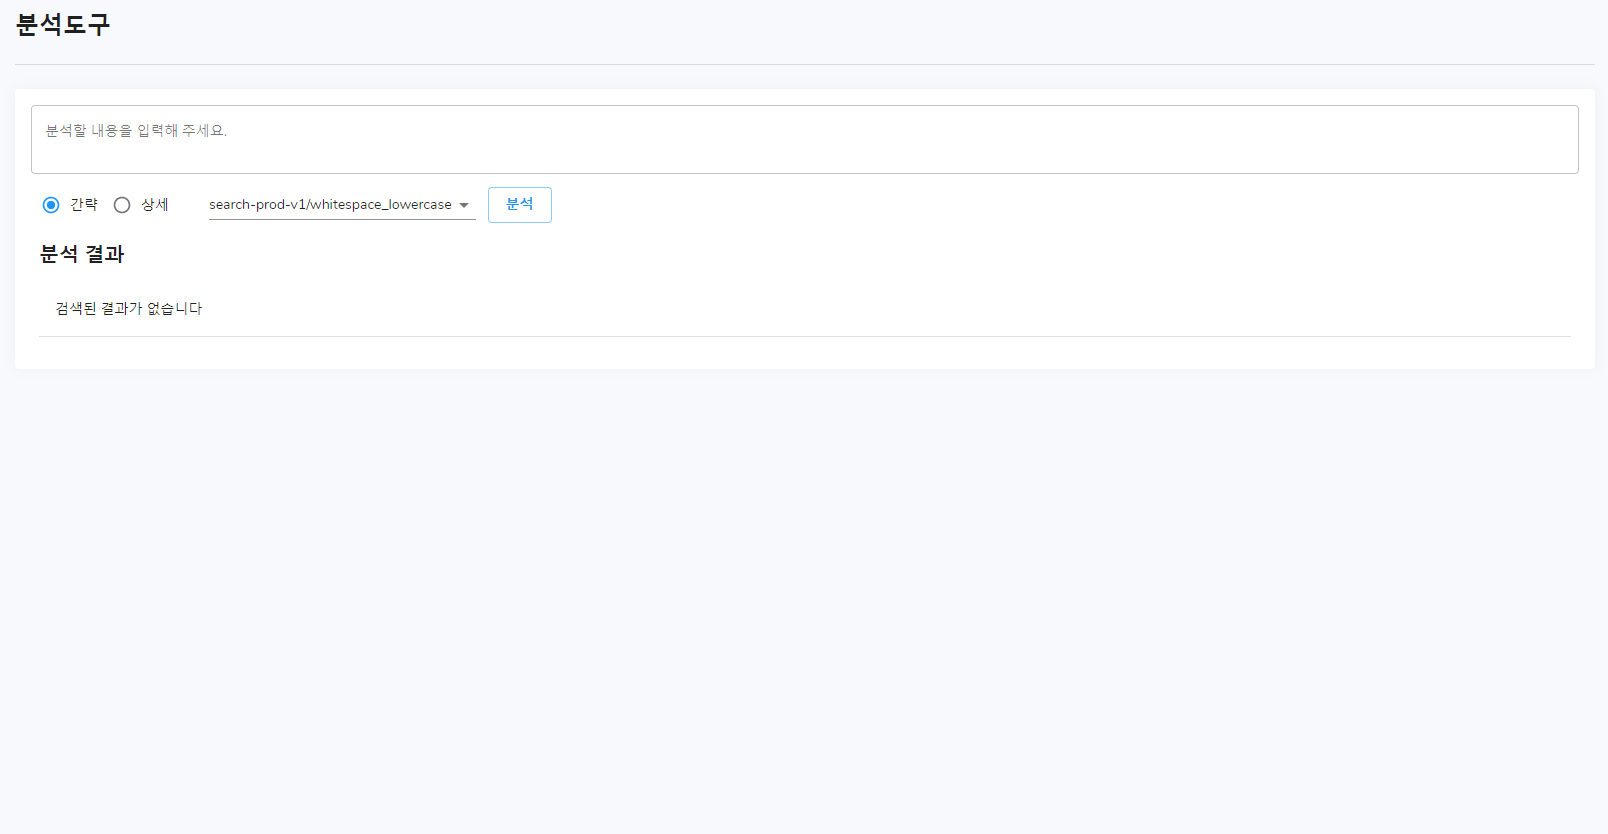 분석도구
분석할 내용을 입력해 주세요.
간략 상세 search-prod-v1/whitespace_lowercase 분석
분석 결과
검색된 결과가 없습니다